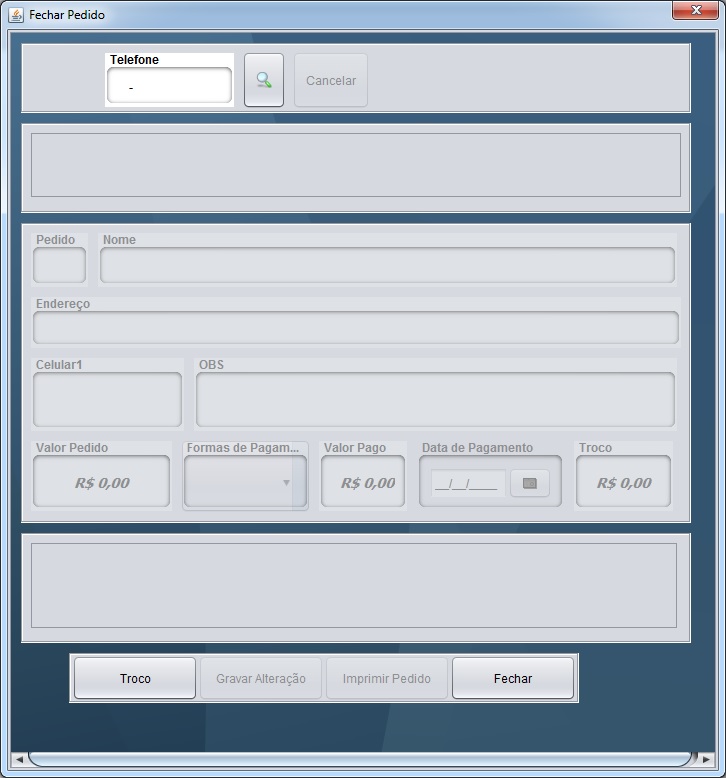 Fechar Pedido
Telefone
-
Cancelar
Pedido Nome
Endereço
Celular1 OBS
Valor Pedido Formas de Pagam... Valor Pago Data de Pagamento Troco
R$ 0,00 R$ 0,00 __/__/____ R$ 0,00
Troco Gravar Alteração Imprimir Pedido Fechar